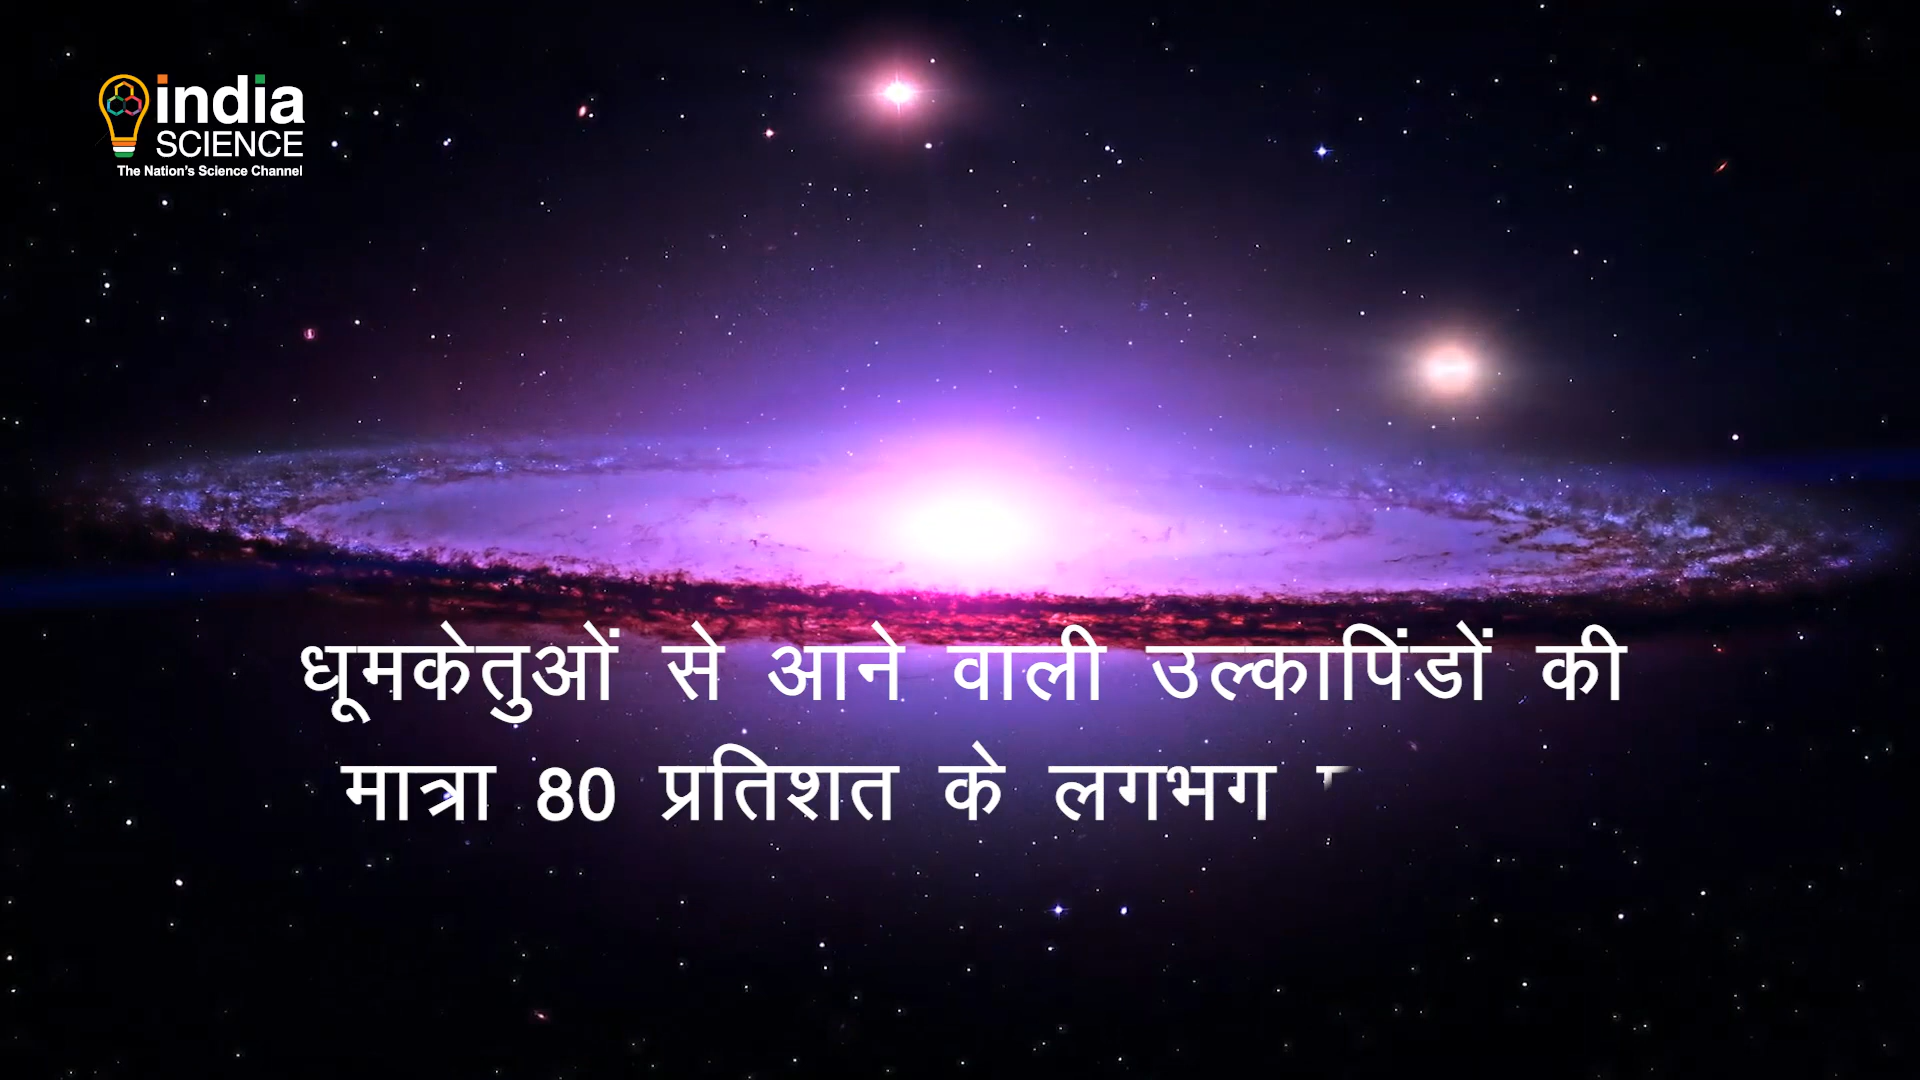 india
SCIENCE
The Nation's Science Channel
धूमकेतुओं से आने वाली उल्कापिंडों की
मात्रा 80 प्रतिशत के लगभग